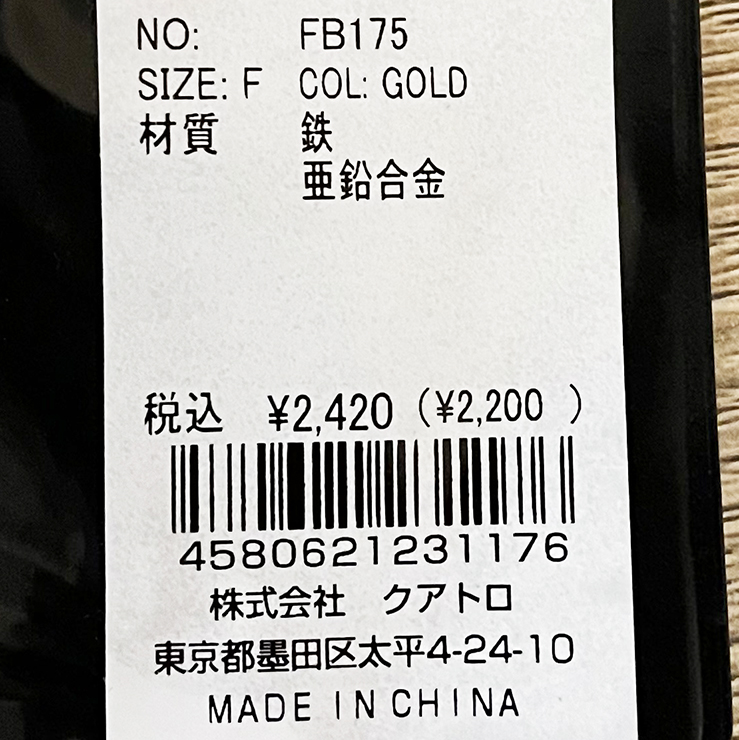 NO: FB175
SIZE: F COL: GOLD
材質 鉄
亜鉛合金
税込 ¥2,420 (¥2,200 )
4580621231176
株式会社 クアトロ
東京都墨田区太平4-24-10
MADE IN CHINA